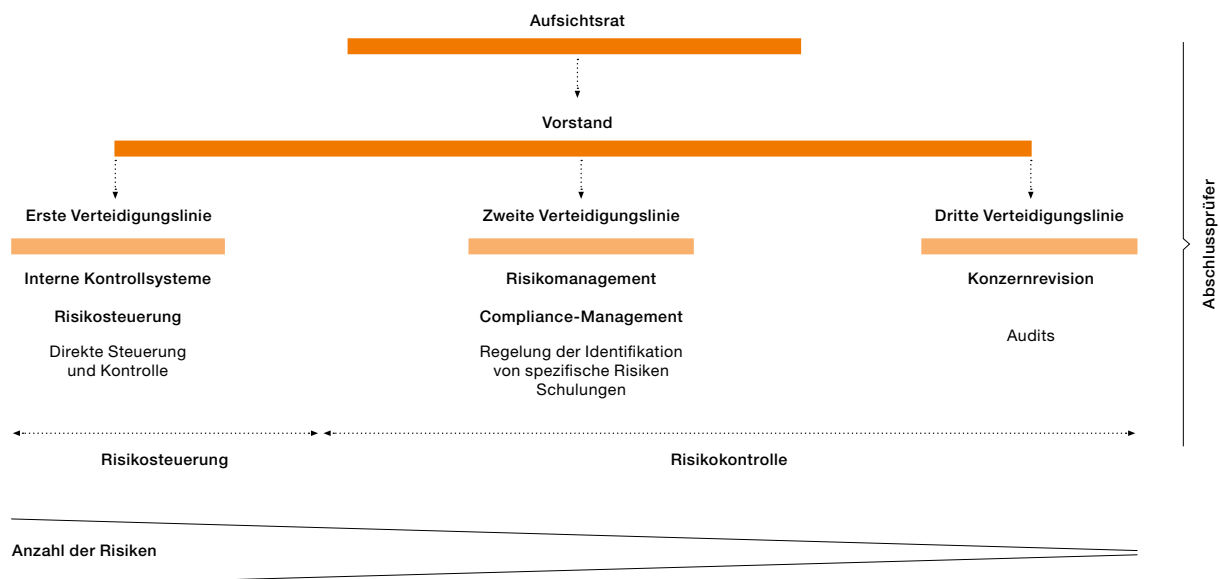 Aufsichtsrat
Vorstand
Erste Verteidigungslinie
Interne Kontrollsysteme
Risikosteuerung
Direkte Steuerung
und Kontrolle
Zweite Verteidigungslinie
Risikomanagement
Compliance-Management
Regelung der Identifikation
von spezifische Risiken
Schulungen
Dritte Verteidigungslinie
Konzernrevision
Audits
Risikosteuerung
Risikokontrolle
Abschlussprüfer
Anzahl der Risiken